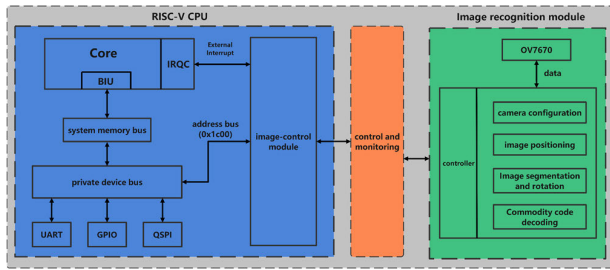 RISC-V CPU
Image recognition module
Core
IRQC
BIU
External
Interrupt
system memory bus
address bus
(0x1c00)
private device bus
UART
GPIO
QSPI
image-control
module
control and
monitoring
OV7670
data
controller
camera configuration
image positioning
Image segmentation
and rotation
Commodity code
decoding